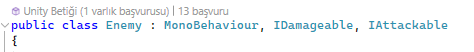 Unity Betiği (1 varlık başvurusu) | 13 başvuru
public class Enemy : MonoBehaviour, IDamageable, IAttackable
{